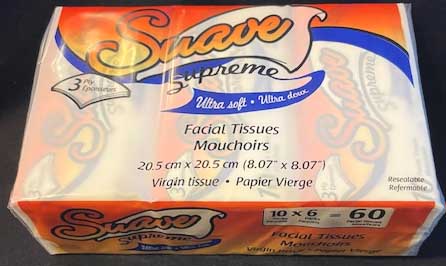 Suave
Supreme
3 Ply
Épaisseurs
Ultra soft • Ultra doux
Facial Tissues
Mouchoirs
20.5 cm x 20.5 cm (8.07" x 8.07")
Virgin tissue • Papier Vierge
Resealable
Refermable
Suave
Supreme
10 x 6 = 60
Facial Tissues
Mouchoirs